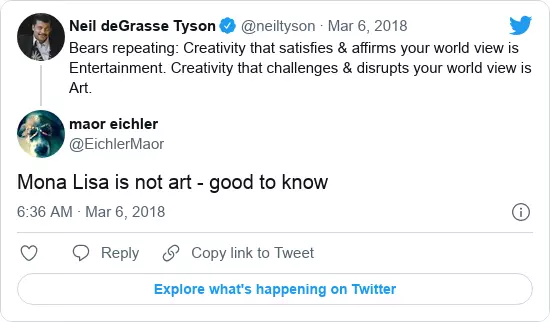 Neil deGrasse Tyson @neiltyson · Mar 6, 2018
Bears repeating: Creativity that satisfies & affirms your world view is
Entertainment. Creativity that challenges & disrupts your world view is
Art.
maor eichler
@EichlerMaor
Mona Lisa is not art - good to know
6:36 AM · Mar 6, 2018
Reply Copy link to Tweet
Explore what's happening on Twitter